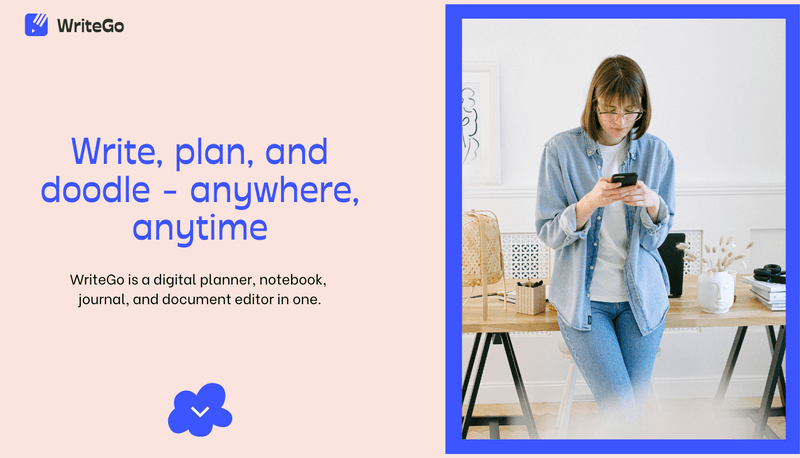 WriteGo
Write, plan, and
doodle - anywhere,
anytime
WriteGo is a digital planner, notebook,
journal, and document editor in one.